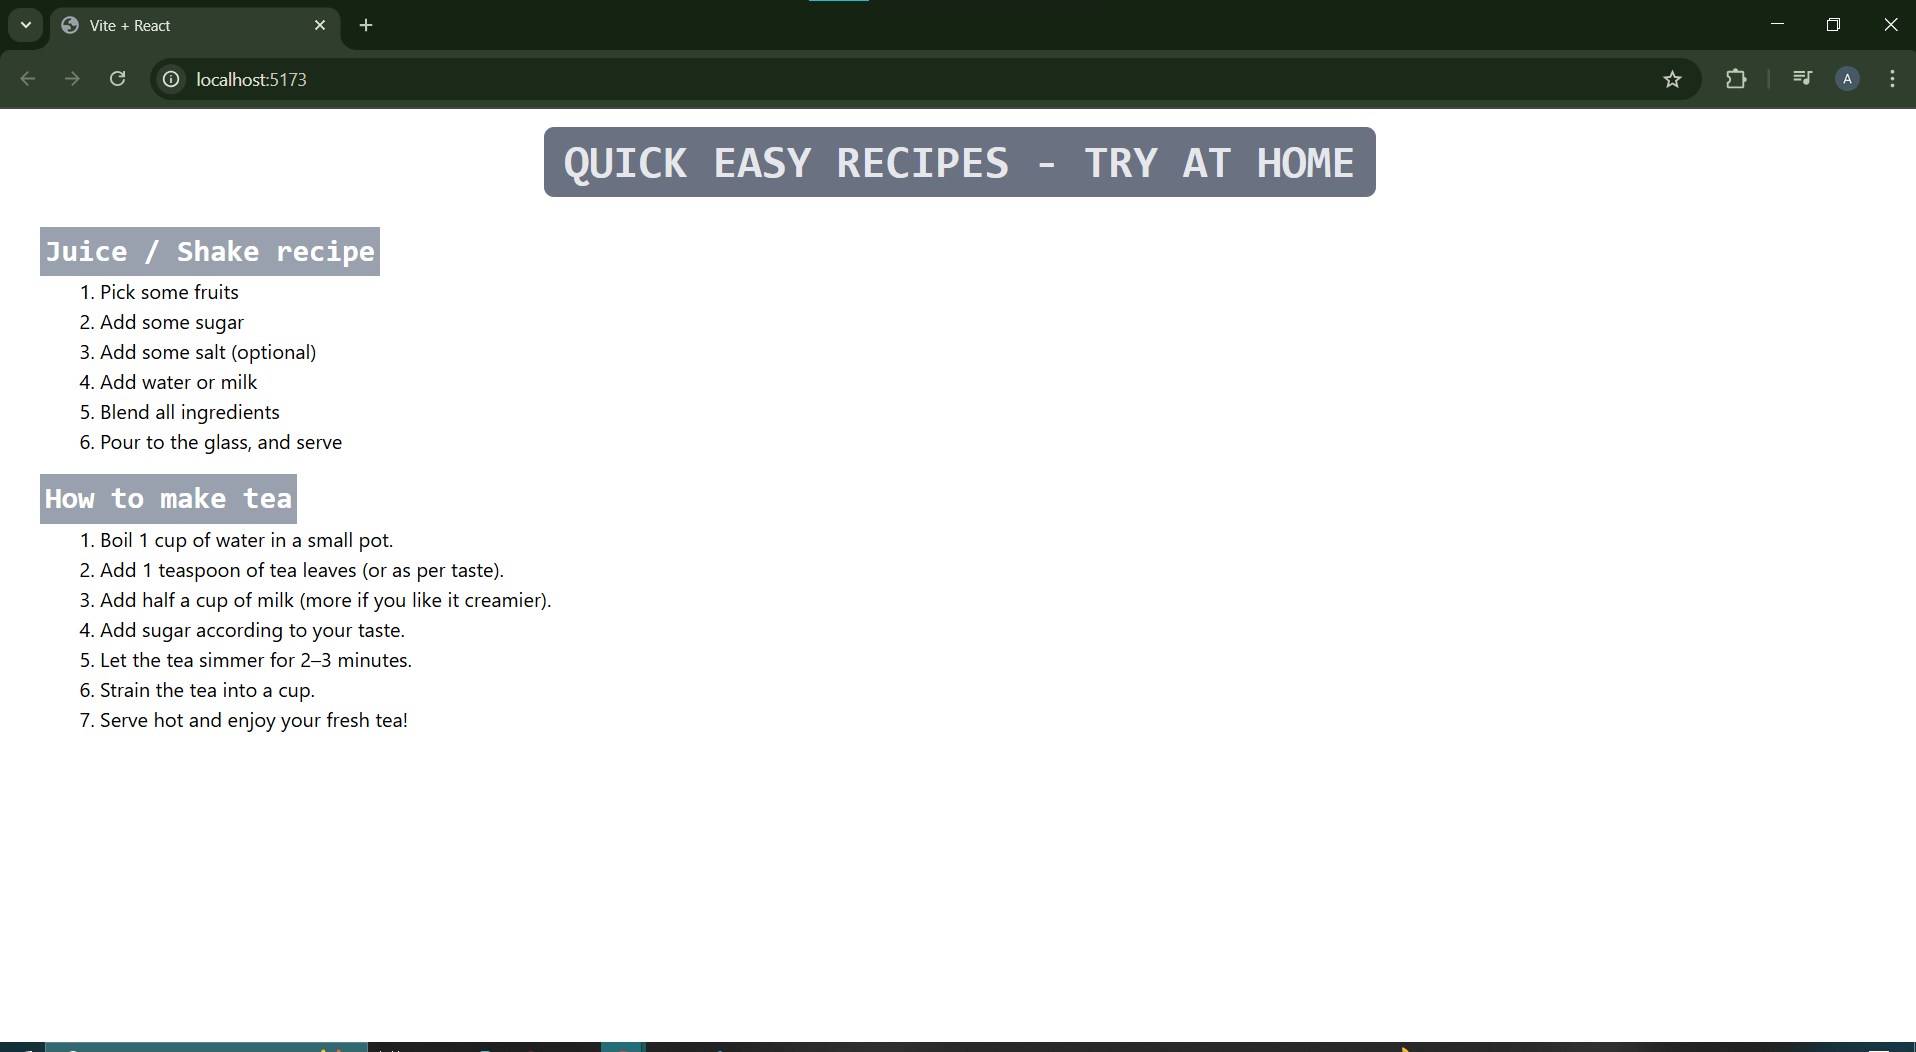 Vite + React
localhost:5173
A
QUICK EASY RECIPES - TRY AT HOME
Juice / Shake recipe
1. Pick some fruits
2. Add some sugar
3. Add some salt (optional)
4. Add water or milk
5. Blend all ingredients
6. Pour to the glass, and serve
How to make tea
1. Boil 1 cup of water in a small pot.
2. Add 1 teaspoon of tea leaves (or as per taste).
3. Add half a cup of milk (more if you like it creamier).
4. Add sugar according to your taste.
5. Let the tea simmer for 2–3 minutes.
6. Strain the tea into a cup.
7. Serve hot and enjoy your fresh tea!